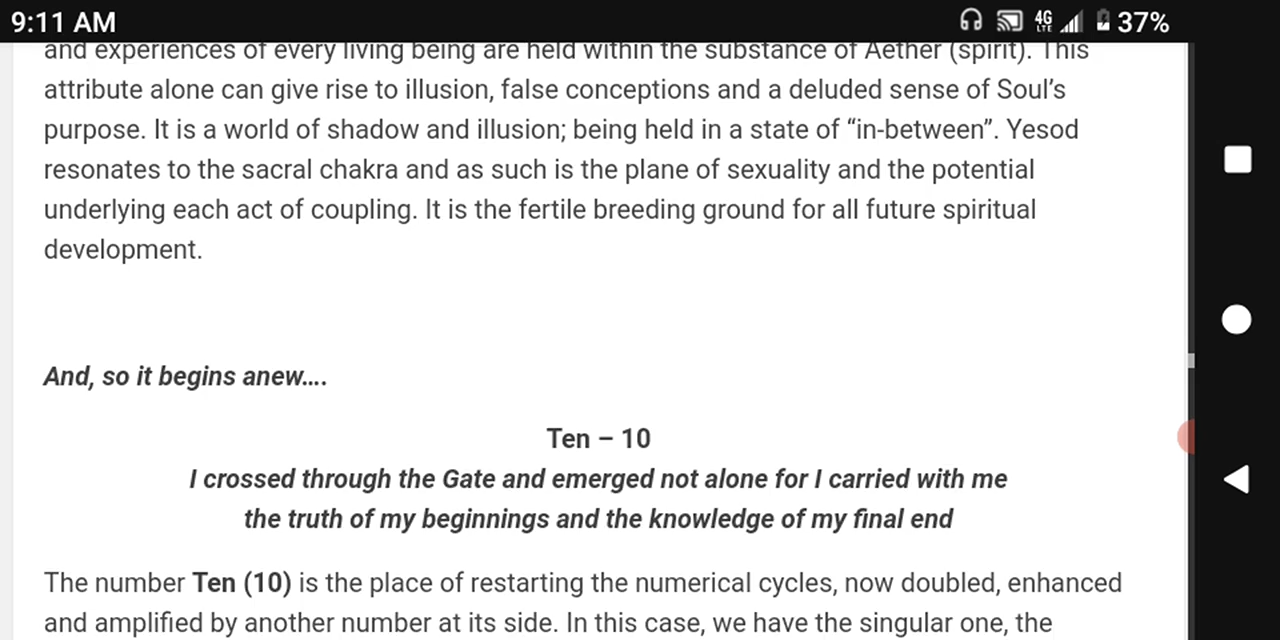 9:11 AM
4G
LTE
37%
and experiences of every living being are held within the substance of Aether (spirit). This
attribute alone can give rise to illusion, false conceptions and a deluded sense of Soul’s
purpose. It is a world of shadow and illusion; being held in a state of “in-between”. Yesod
resonates to the sacral chakra and as such is the plane of sexuality and the potential
underlying each act of coupling. It is the fertile breeding ground for all future spiritual
development.
And, so it begins anew....
Ten – 10
I crossed through the Gate and emerged not alone for I carried with me
the truth of my beginnings and the knowledge of my final end
The number Ten (10) is the place of restarting the numerical cycles, now doubled, enhanced
and amplified by another number at its side. In this case, we have the singular one, the